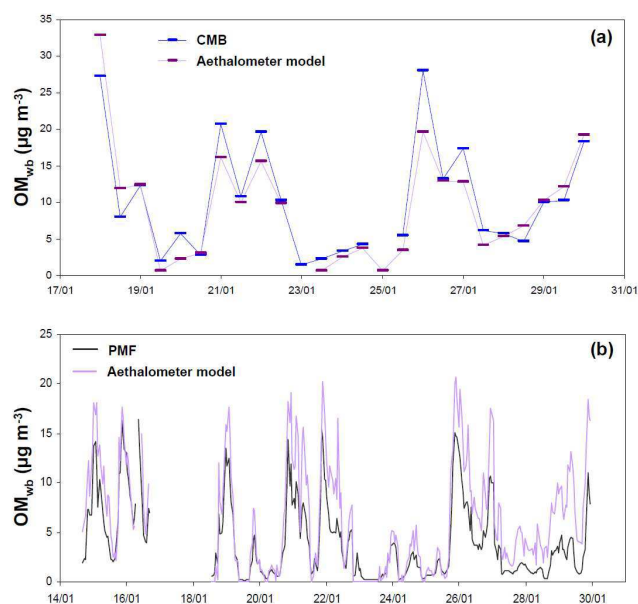 35
(a)
CMB
Aethalometer model
30
25
20
15
10
5
0
OMwb (µg m-3)
17/01 19/01 21/01 23/01 25/01 27/01 29/01 31/01
25
(b)
PMF
Aethalometer model
20
15
10
5
0
OMwb (µg m-3)
14/01 16/01 18/01 20/01 22/01 24/01 26/01 28/01 30/01